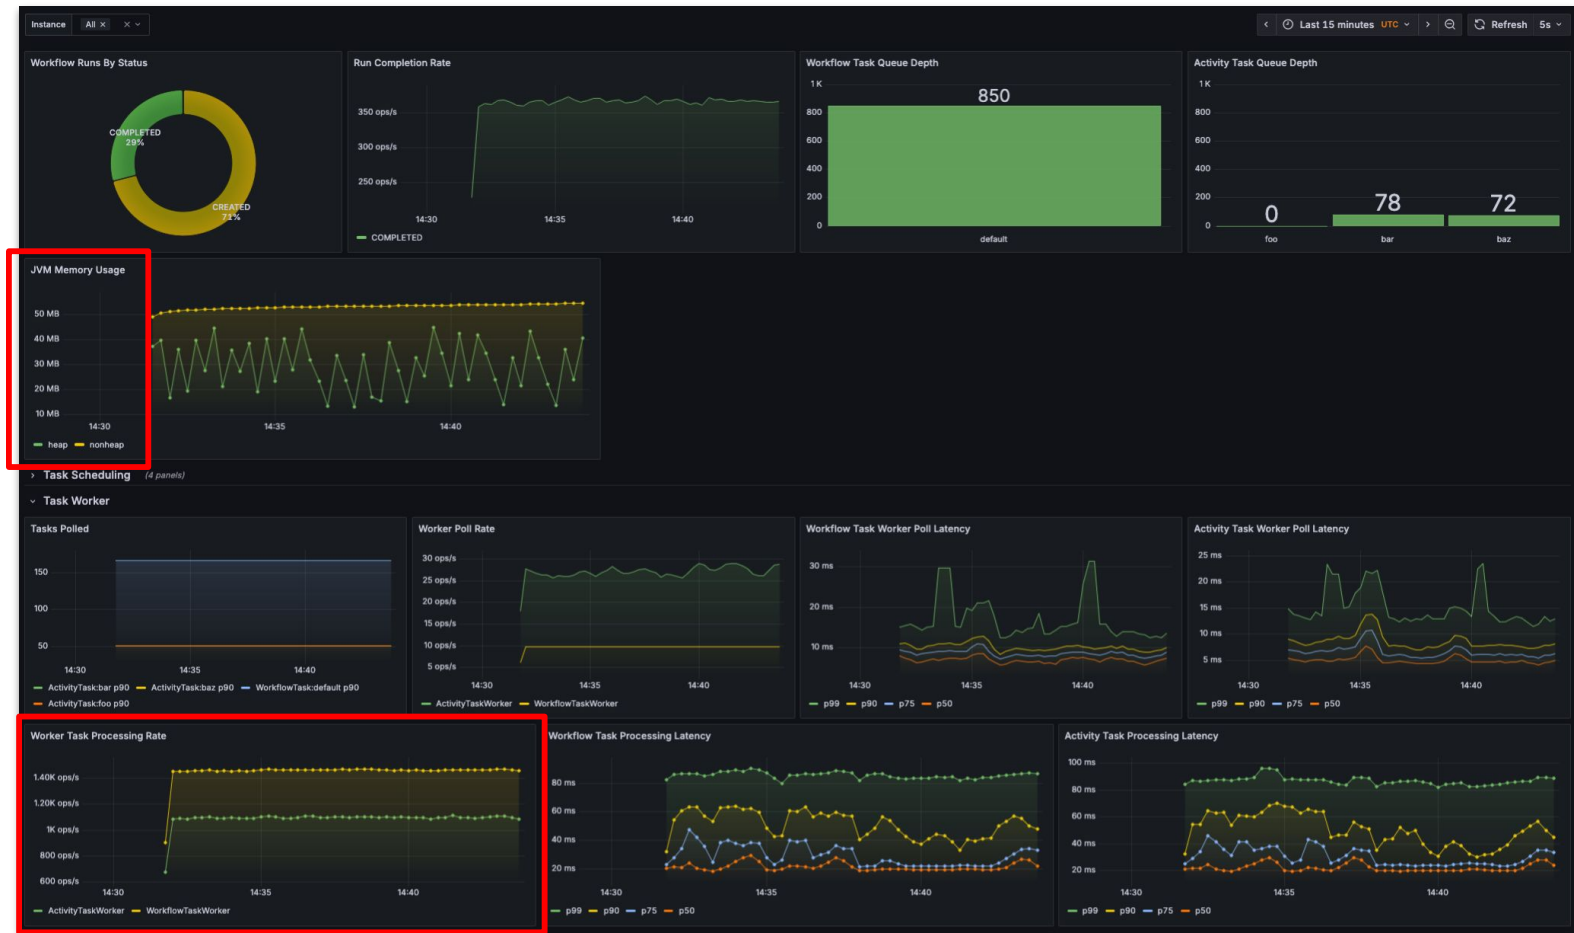 Instance All × × Last 15 minutes UTC Refresh 5s
Workflow Runs By Status
COMPLETED
29%
CREATED
71%
Run Completion Rate
350 ops/s
300 ops/s
250 ops/s
14:30 14:35 14:40
COMPLETED
Workflow Task Queue Depth
1 K
800
600
400
200
0
850
default
Activity Task Queue Depth
1 K
800
600
400
200
0
0 78 72
foo bar baz
JVM Memory Usage
50 MB
40 MB
30 MB
20 MB
10 MB
14:30 14:35 14:40
heap nonheap
Task Scheduling (4 panels)
Task Worker
Tasks Polled
150
100
50
14:30 14:35 14:40
ActivityTask:bar p90 ActivityTask:baz p90 WorkflowTask:default p90
ActivityTask:foo p90
Worker Poll Rate
30 ops/s
25 ops/s
20 ops/s
15 ops/s
10 ops/s
5 ops/s
14:30 14:35 14:40
ActivityTaskWorker WorkflowTaskWorker
Workflow Task Worker Poll Latency
30 ms
20 ms
10 ms
14:30 14:35 14:40
p99 p90 p75 p50
Activity Task Worker Poll Latency
25 ms
20 ms
15 ms
10 ms
5 ms
14:30 14:35 14:40
p99 p90 p75 p50
Worker Task Processing Rate
1.40K ops/s
1.20K ops/s
1K ops/s
800 ops/s
600 ops/s
14:30 14:35 14:40
ActivityTaskWorker WorkflowTaskWorker
Workflow Task Processing Latency
80 ms
60 ms
40 ms
20 ms
14:30 14:35 14:40
p99 p90 p75 p50
Activity Task Processing Latency
100 ms
80 ms
60 ms
40 ms
20 ms
14:30 14:35 14:40
p99 p90 p75 p50